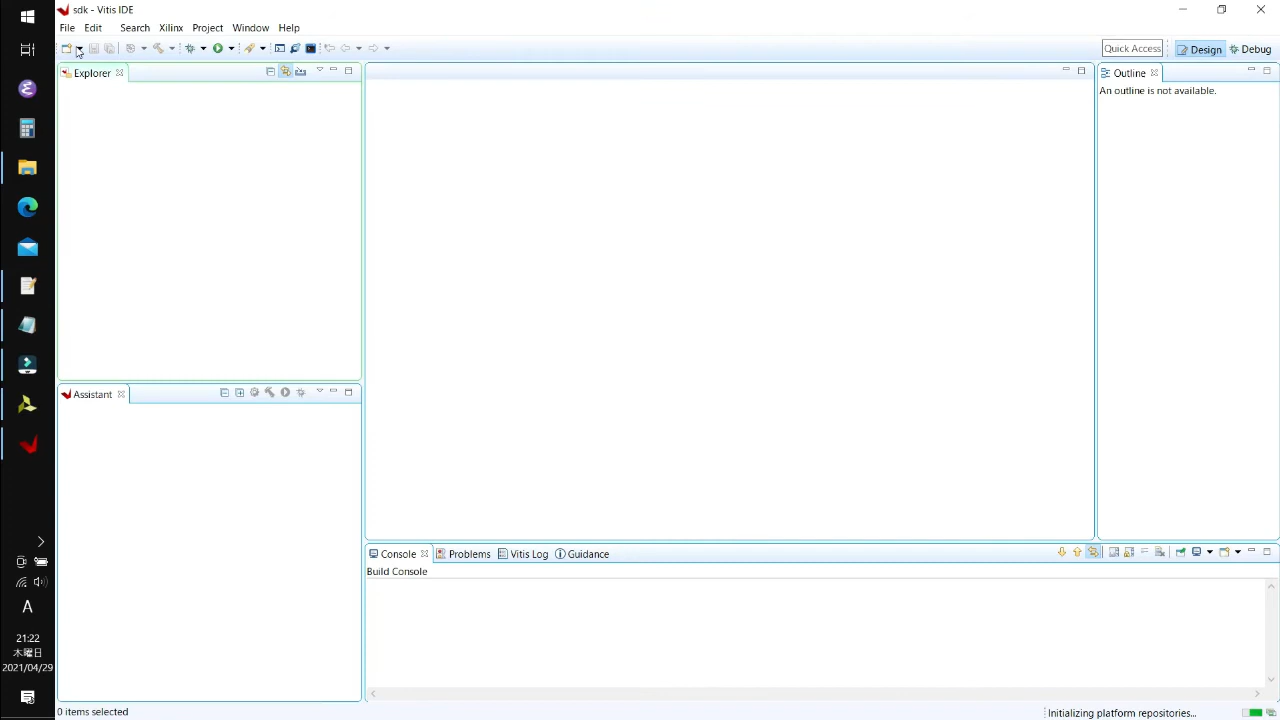 sdk - Vitis IDE
File Edit Search Xilinx Project Window Help
Quick Access Design Debug
Explorer
Outline
An outline is not available.
Assistant
Console Problems Vitis Log Guidance
Build Console
A
21:22
木曜日
2021/04/29
0 items selected
Initializing platform repositories...